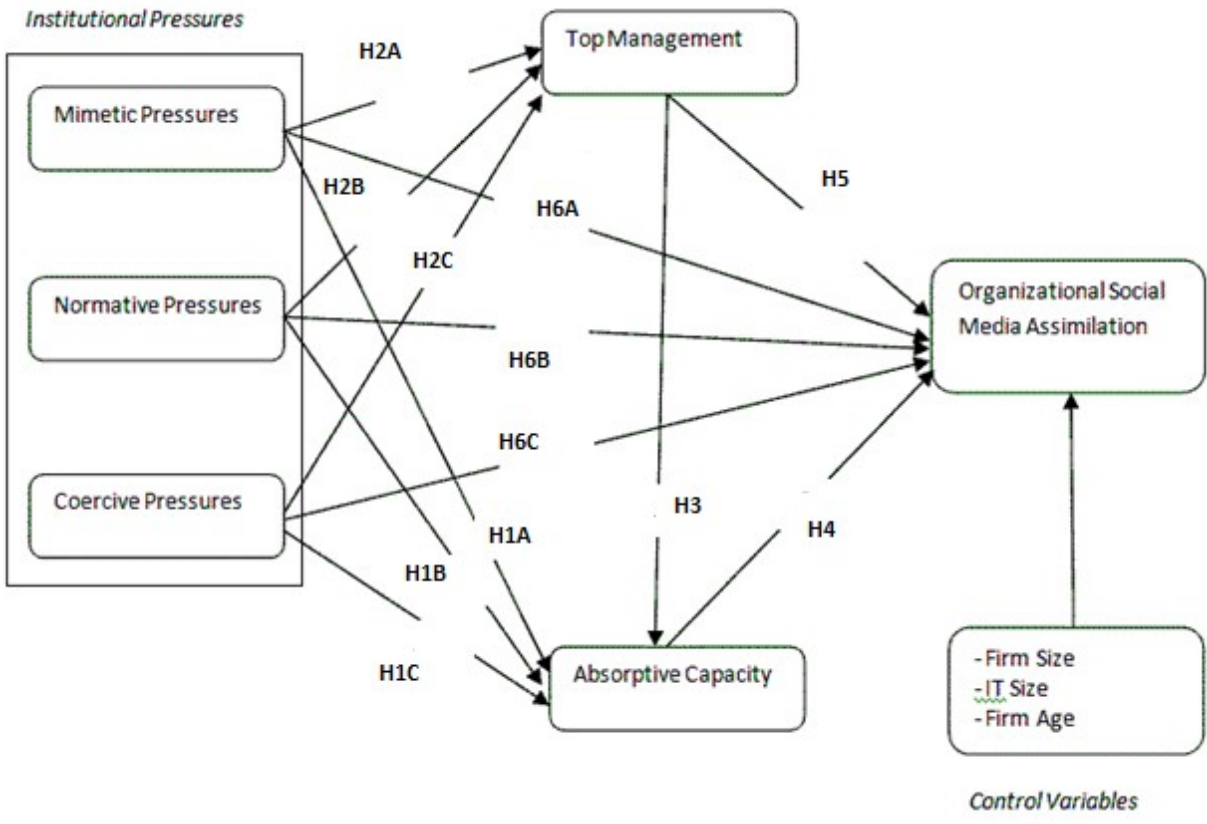 Institutional Pressures
Top Management
H2A
Mimetic Pressures
H2B
H5
H6A
H2C
Organizational Social
Media Assimilation
Normative Pressures
H6B
H6C
Coercive Pressures
H3
H4
H1A
H1B
H1C
Absorptive Capacity
-Firm Size
-IT Size
-Firm Age
Control Variables